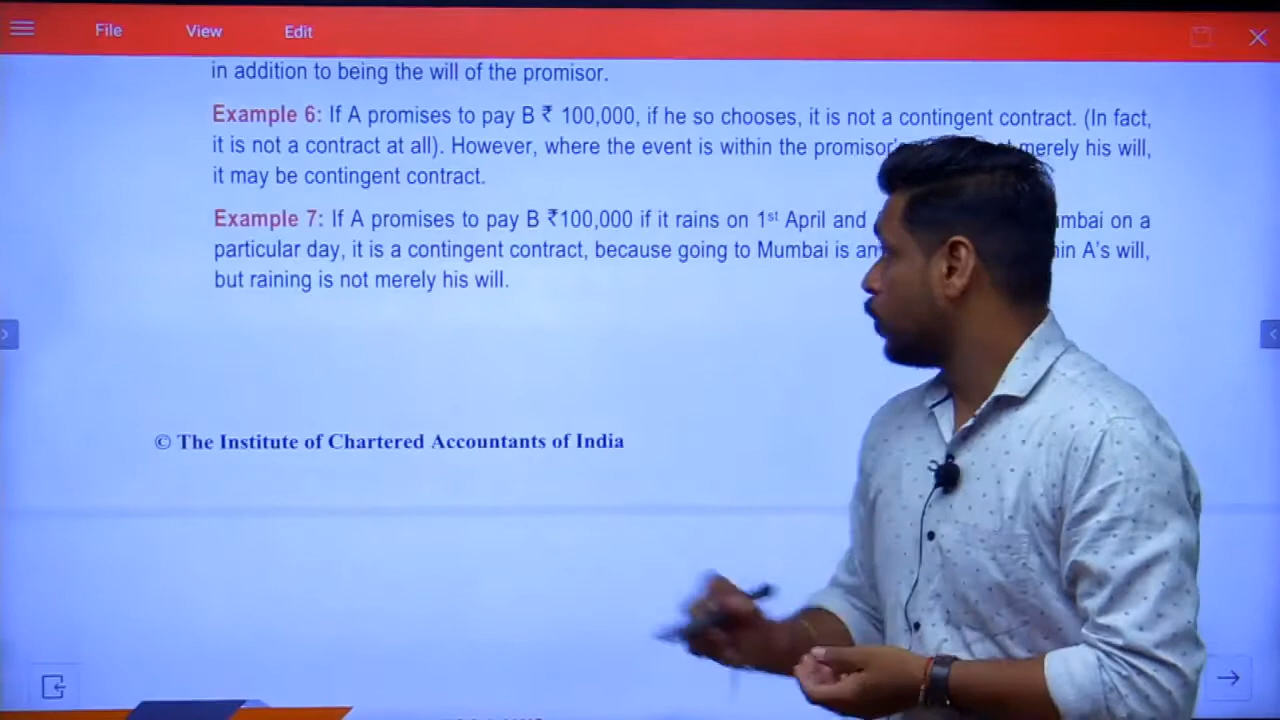 File View Edit
in addition to being the will of the promisor.
Example 6: If A promises to pay B ₹ 100,000, if he so chooses, it is not a contingent contract. (In fact,
it is not a contract at all). However, where the event is within the promisor's merely his will,
it may be contingent contract.
Example 7: If A promises to pay B ₹100,000 if it rains on 1st April and on a
particular day, it is a contingent contract, because going to Mumbai is A's will,
but raining is not merely his will.
© The Institute of Chartered Accountants of India